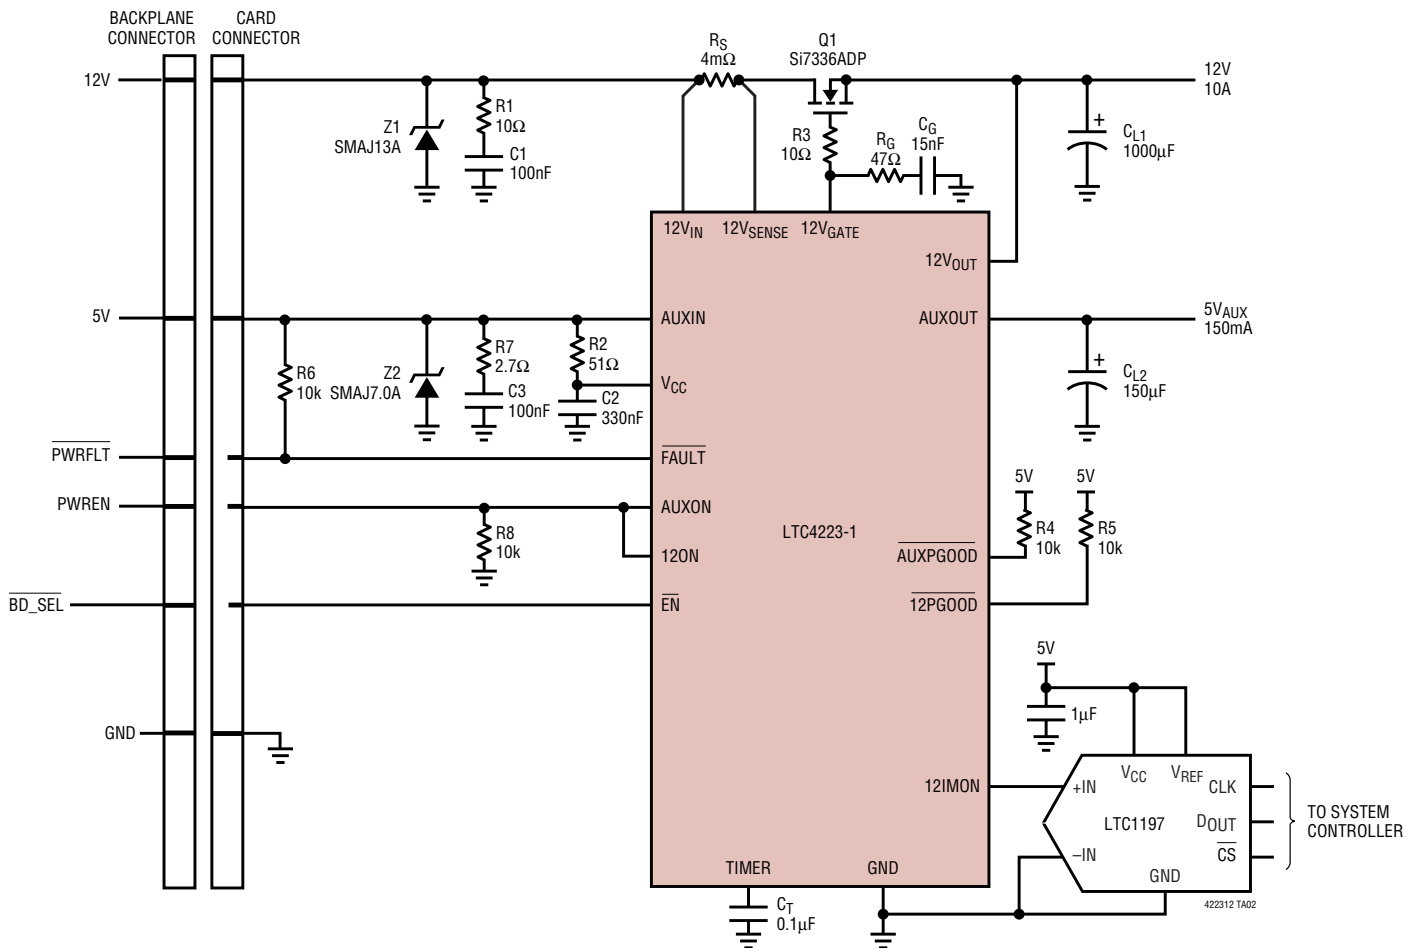 BACKPLANE
CONNECTOR
CARD
CONNECTOR
12V
RS
4mΩ
Q1
Si7336ADP
12V
10A
Z1
SMAJ13A
R1
10Ω
C1
100nF
R3
10Ω
RG
47Ω
CG
15nF
+
CL1
1000µF
12VIN
12VSENSE
12VGATE
12VOUT
5V
AUXIN
AUXOUT
5VAUX
150mA
R6
10k
Z2
SMAJ7.0A
R7
2.7Ω
C3
100nF
R2
51Ω
VCC
C2
330nF
+
CL2
150µF
PWRFLT
FAULT
PWREN
AUXON
R8
10k
12ON
LTC4223-1
5V
5V
R4
10k
R5
10k
AUXPGOOD
BD_SEL
EN
12PGOOD
5V
1µF
GND
12IMON
+IN
VCC
VREF
CLK
LTC1197
DOUT
TO SYSTEM
CONTROLLER
–IN
CS
GND
TIMER
GND
CT
0.1µF
422312 TA02